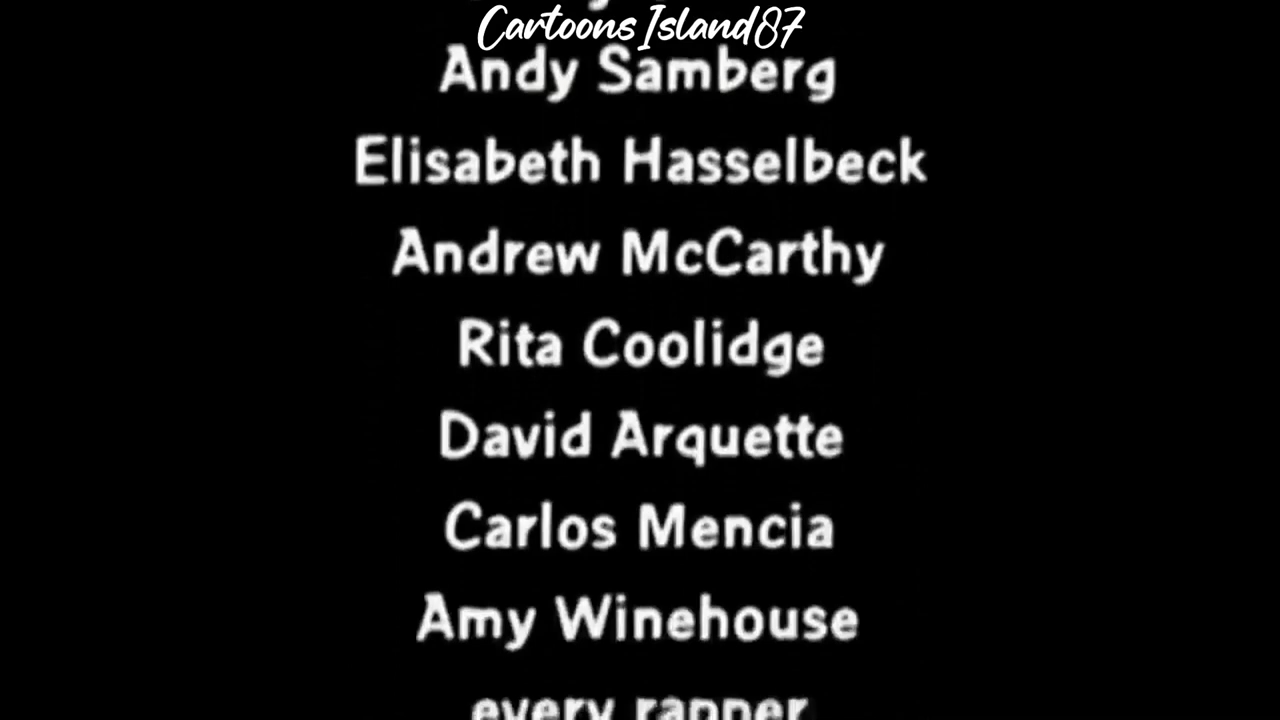 Cartoons Island87
Andy Samberg
Elisabeth Hasselbeck
Andrew McCarthy
Rita Coolidge
David Arquette
Carlos Mencia
Amy Winehouse
every rapper